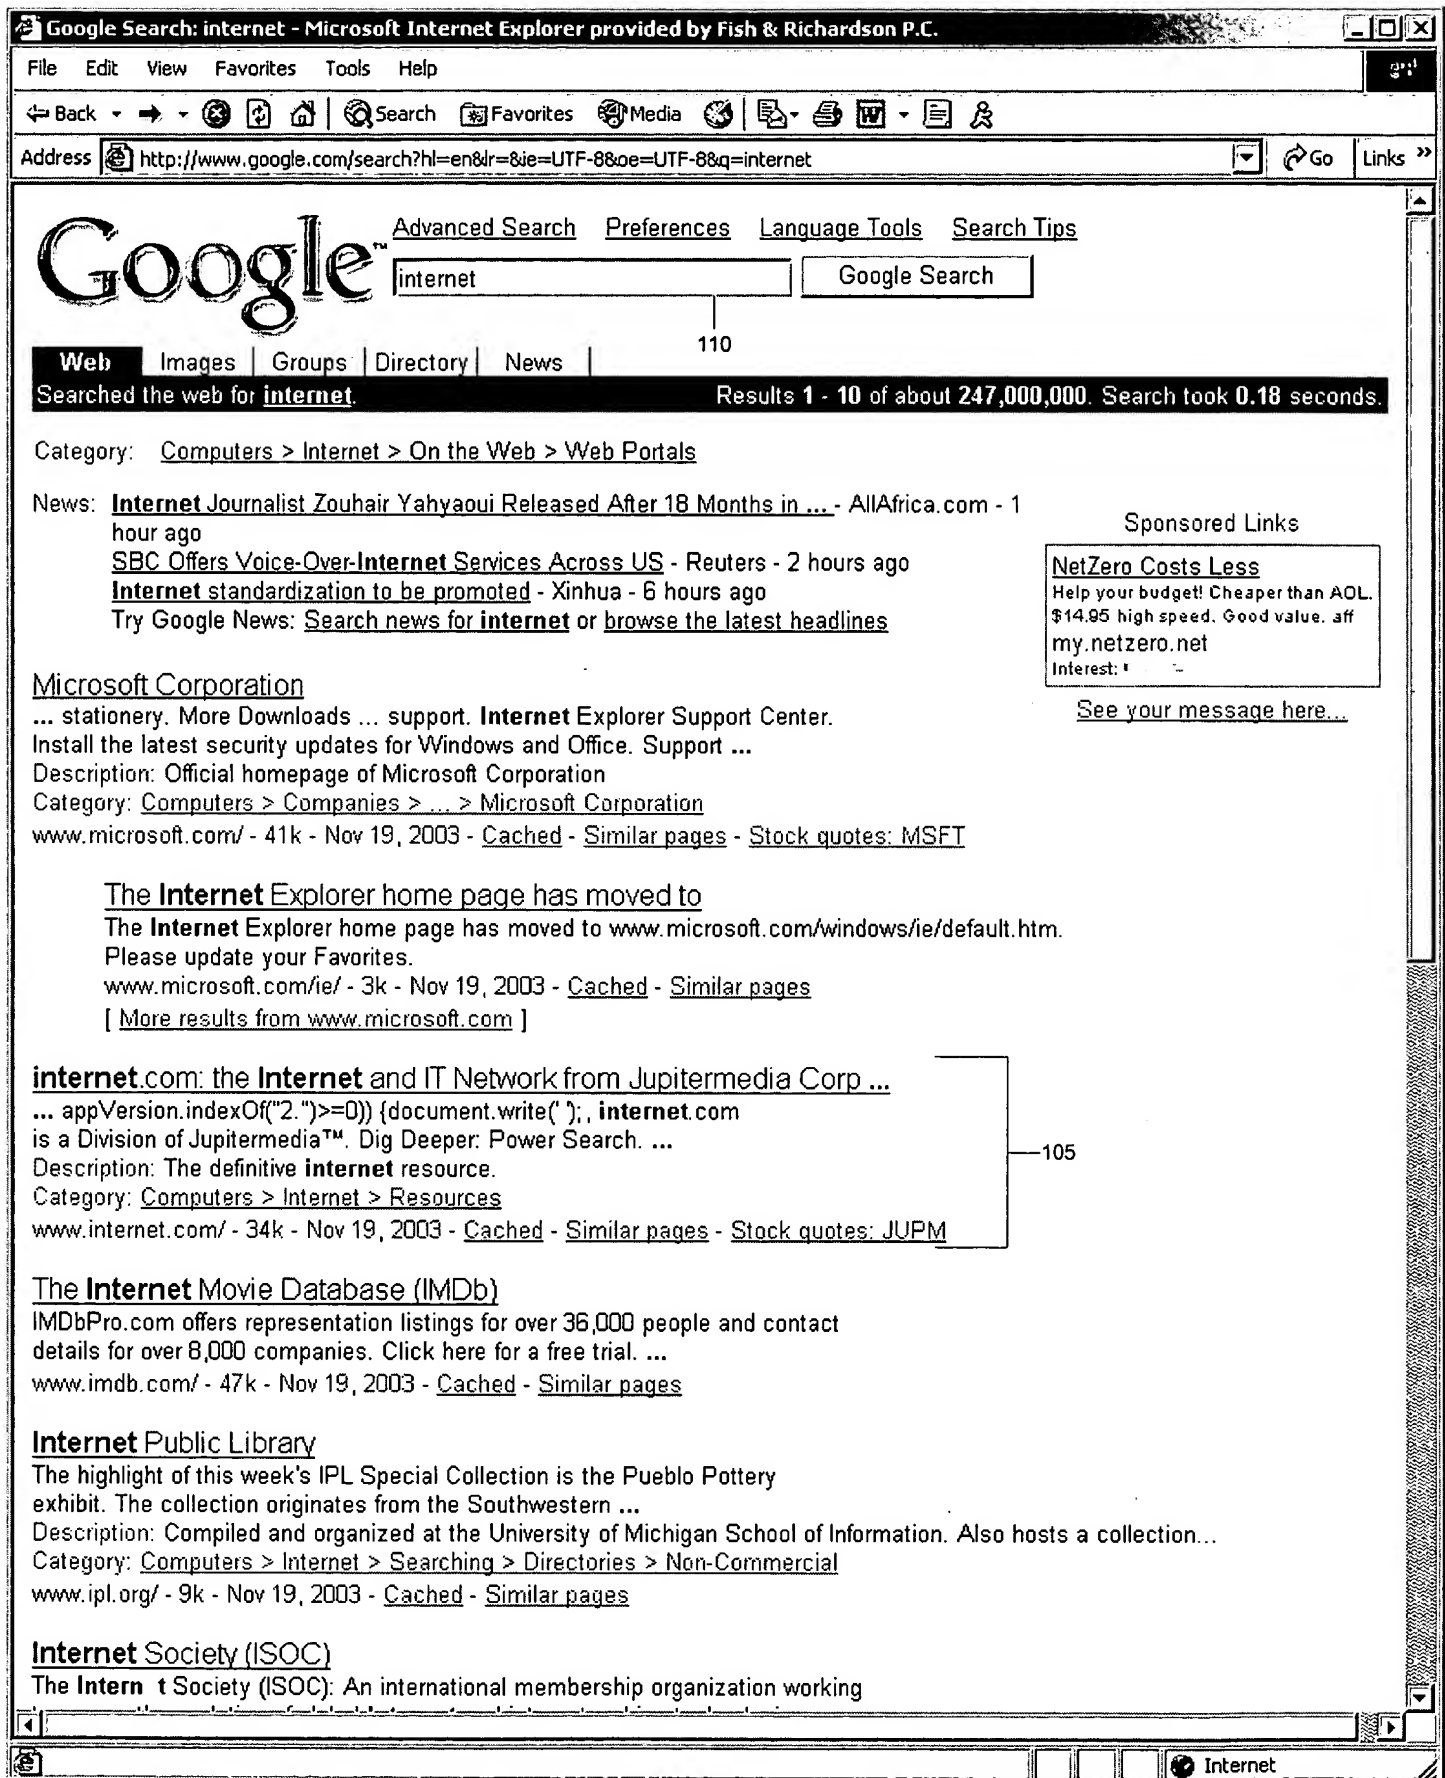 Google Search: internet - Microsoft Internet Explorer provided by Fish & Richardson P.C.
File Edit View Favorites Tools Help
Back Search Favorites Media
Address http://www.google.com/search?hl=en&lr=&ie=UTF-8&oe=UTF-8&q=internet Go Links »
Google™
Advanced Search Preferences Language Tools Search Tips
internet Google Search
110
Web Images Groups Directory News
Searched the web for internet. Results 1 - 10 of about 247,000,000. Search took 0.18 seconds.
Category: Computers > Internet > On the Web > Web Portals
News: Internet Journalist Zouhair Yahyaoui Released After 18 Months in ... - AllAfrica.com - 1
hour ago
SBC Offers Voice-Over-Internet Services Across US - Reuters - 2 hours ago
Internet standardization to be promoted - Xinhua - 6 hours ago
Try Google News: Search news for internet or browse the latest headlines
Sponsored Links
NetZero Costs Less
Help your budget! Cheaper than AOL.
$14.95 high speed. Good value. aff
my.netzero.net
Interest:
See your message here...
Microsoft Corporation
... stationery. More Downloads ... support. Internet Explorer Support Center.
Install the latest security updates for Windows and Office. Support ...
Description: Official homepage of Microsoft Corporation
Category: Computers > Companies > ... > Microsoft Corporation
www.microsoft.com/ - 41k - Nov 19, 2003 - Cached - Similar pages - Stock quotes: MSFT
The Internet Explorer home page has moved to
The Internet Explorer home page has moved to www.microsoft.com/windows/ie/default.htm.
Please update your Favorites.
www.microsoft.com/ie/ - 3k - Nov 19, 2003 - Cached - Similar pages
[ More results from www.microsoft.com ]
internet.com: the Internet and IT Network from Jupitermedia Corp ...
... appVersion.indexOf("2.")>=0)) {document.write(' ');, internet.com
is a Division of Jupitermedia™. Dig Deeper: Power Search. ...
Description: The definitive internet resource.
Category: Computers > Internet > Resources
www.internet.com/ - 34k - Nov 19, 2003 - Cached - Similar pages - Stock quotes: JUPM
105
The Internet Movie Database (IMDb)
IMDbPro.com offers representation listings for over 36,000 people and contact
details for over 8,000 companies. Click here for a free trial. ...
www.imdb.com/ - 47k - Nov 19, 2003 - Cached - Similar pages
Internet Public Library
The highlight of this week's IPL Special Collection is the Pueblo Pottery
exhibit. The collection originates from the Southwestern ...
Description: Compiled and organized at the University of Michigan School of Information. Also hosts a collection...
Category: Computers > Internet > Searching > Directories > Non-Commercial
www.ipl.org/ - 9k - Nov 19, 2003 - Cached - Similar pages
Internet Society (ISOC)
The Intern t Society (ISOC): An international membership organization working
Internet